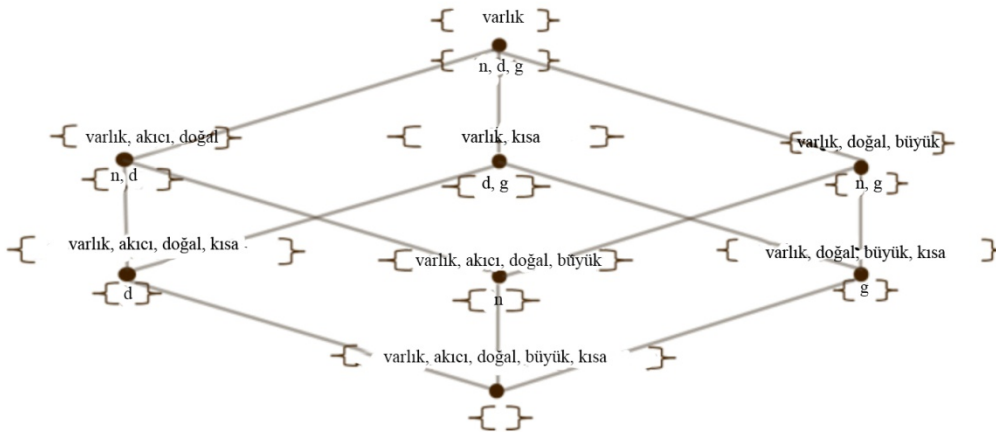 { varlık }
{ n, d, g }
{ varlık, akıcı, doğal }
{ varlık, kısa }
{ varlık, doğal, büyük }
{ n, d }
{ d, g }
{ n, g }
{ varlık, akıcı, doğal, kısa }
{ varlık, akıcı, doğal, büyük }
{ varlık, doğal, büyük, kısa }
{ d }
{ n }
{ g }
{ varlık, akıcı, doğal, büyük, kısa }
{ }